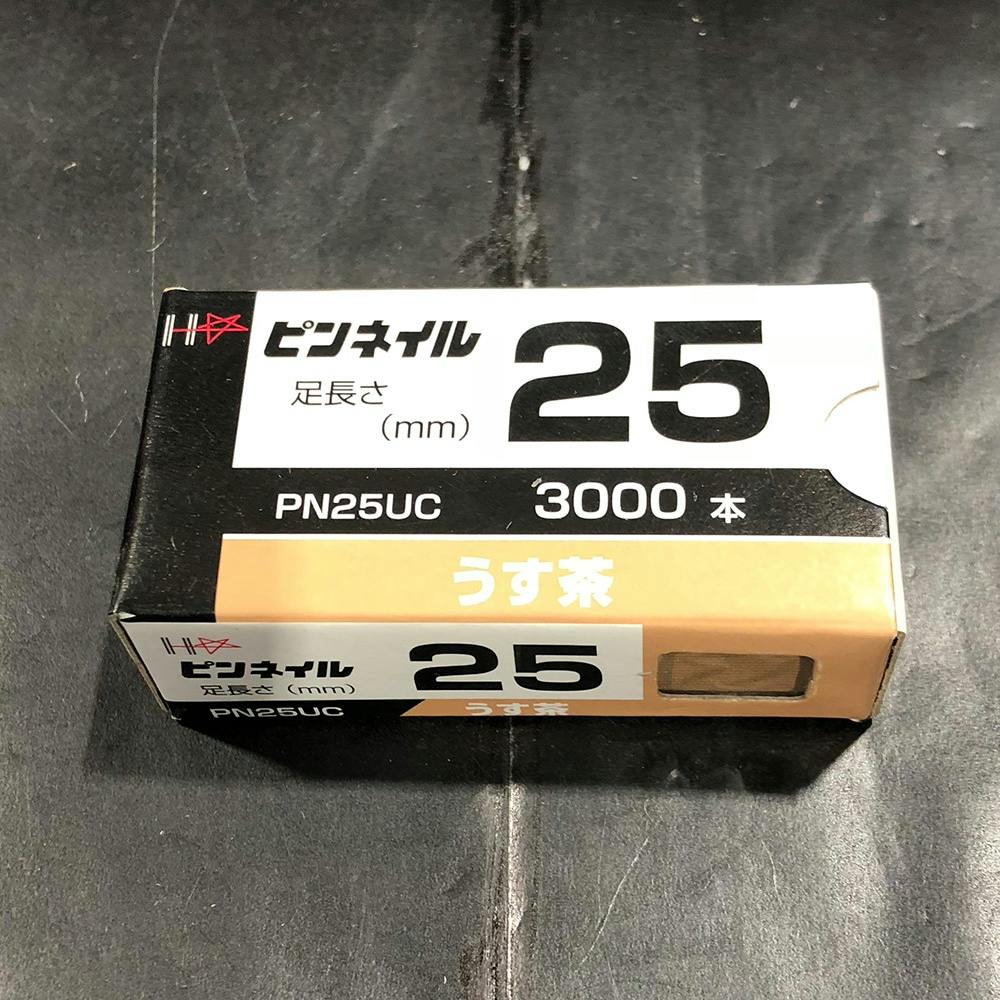 H☆
ピンネイル
足長さ
(mm)
25
PN25UC 3000 本
うす茶
H☆
ピンネイル
足長さ (mm)
25
PN25UC
うす茶